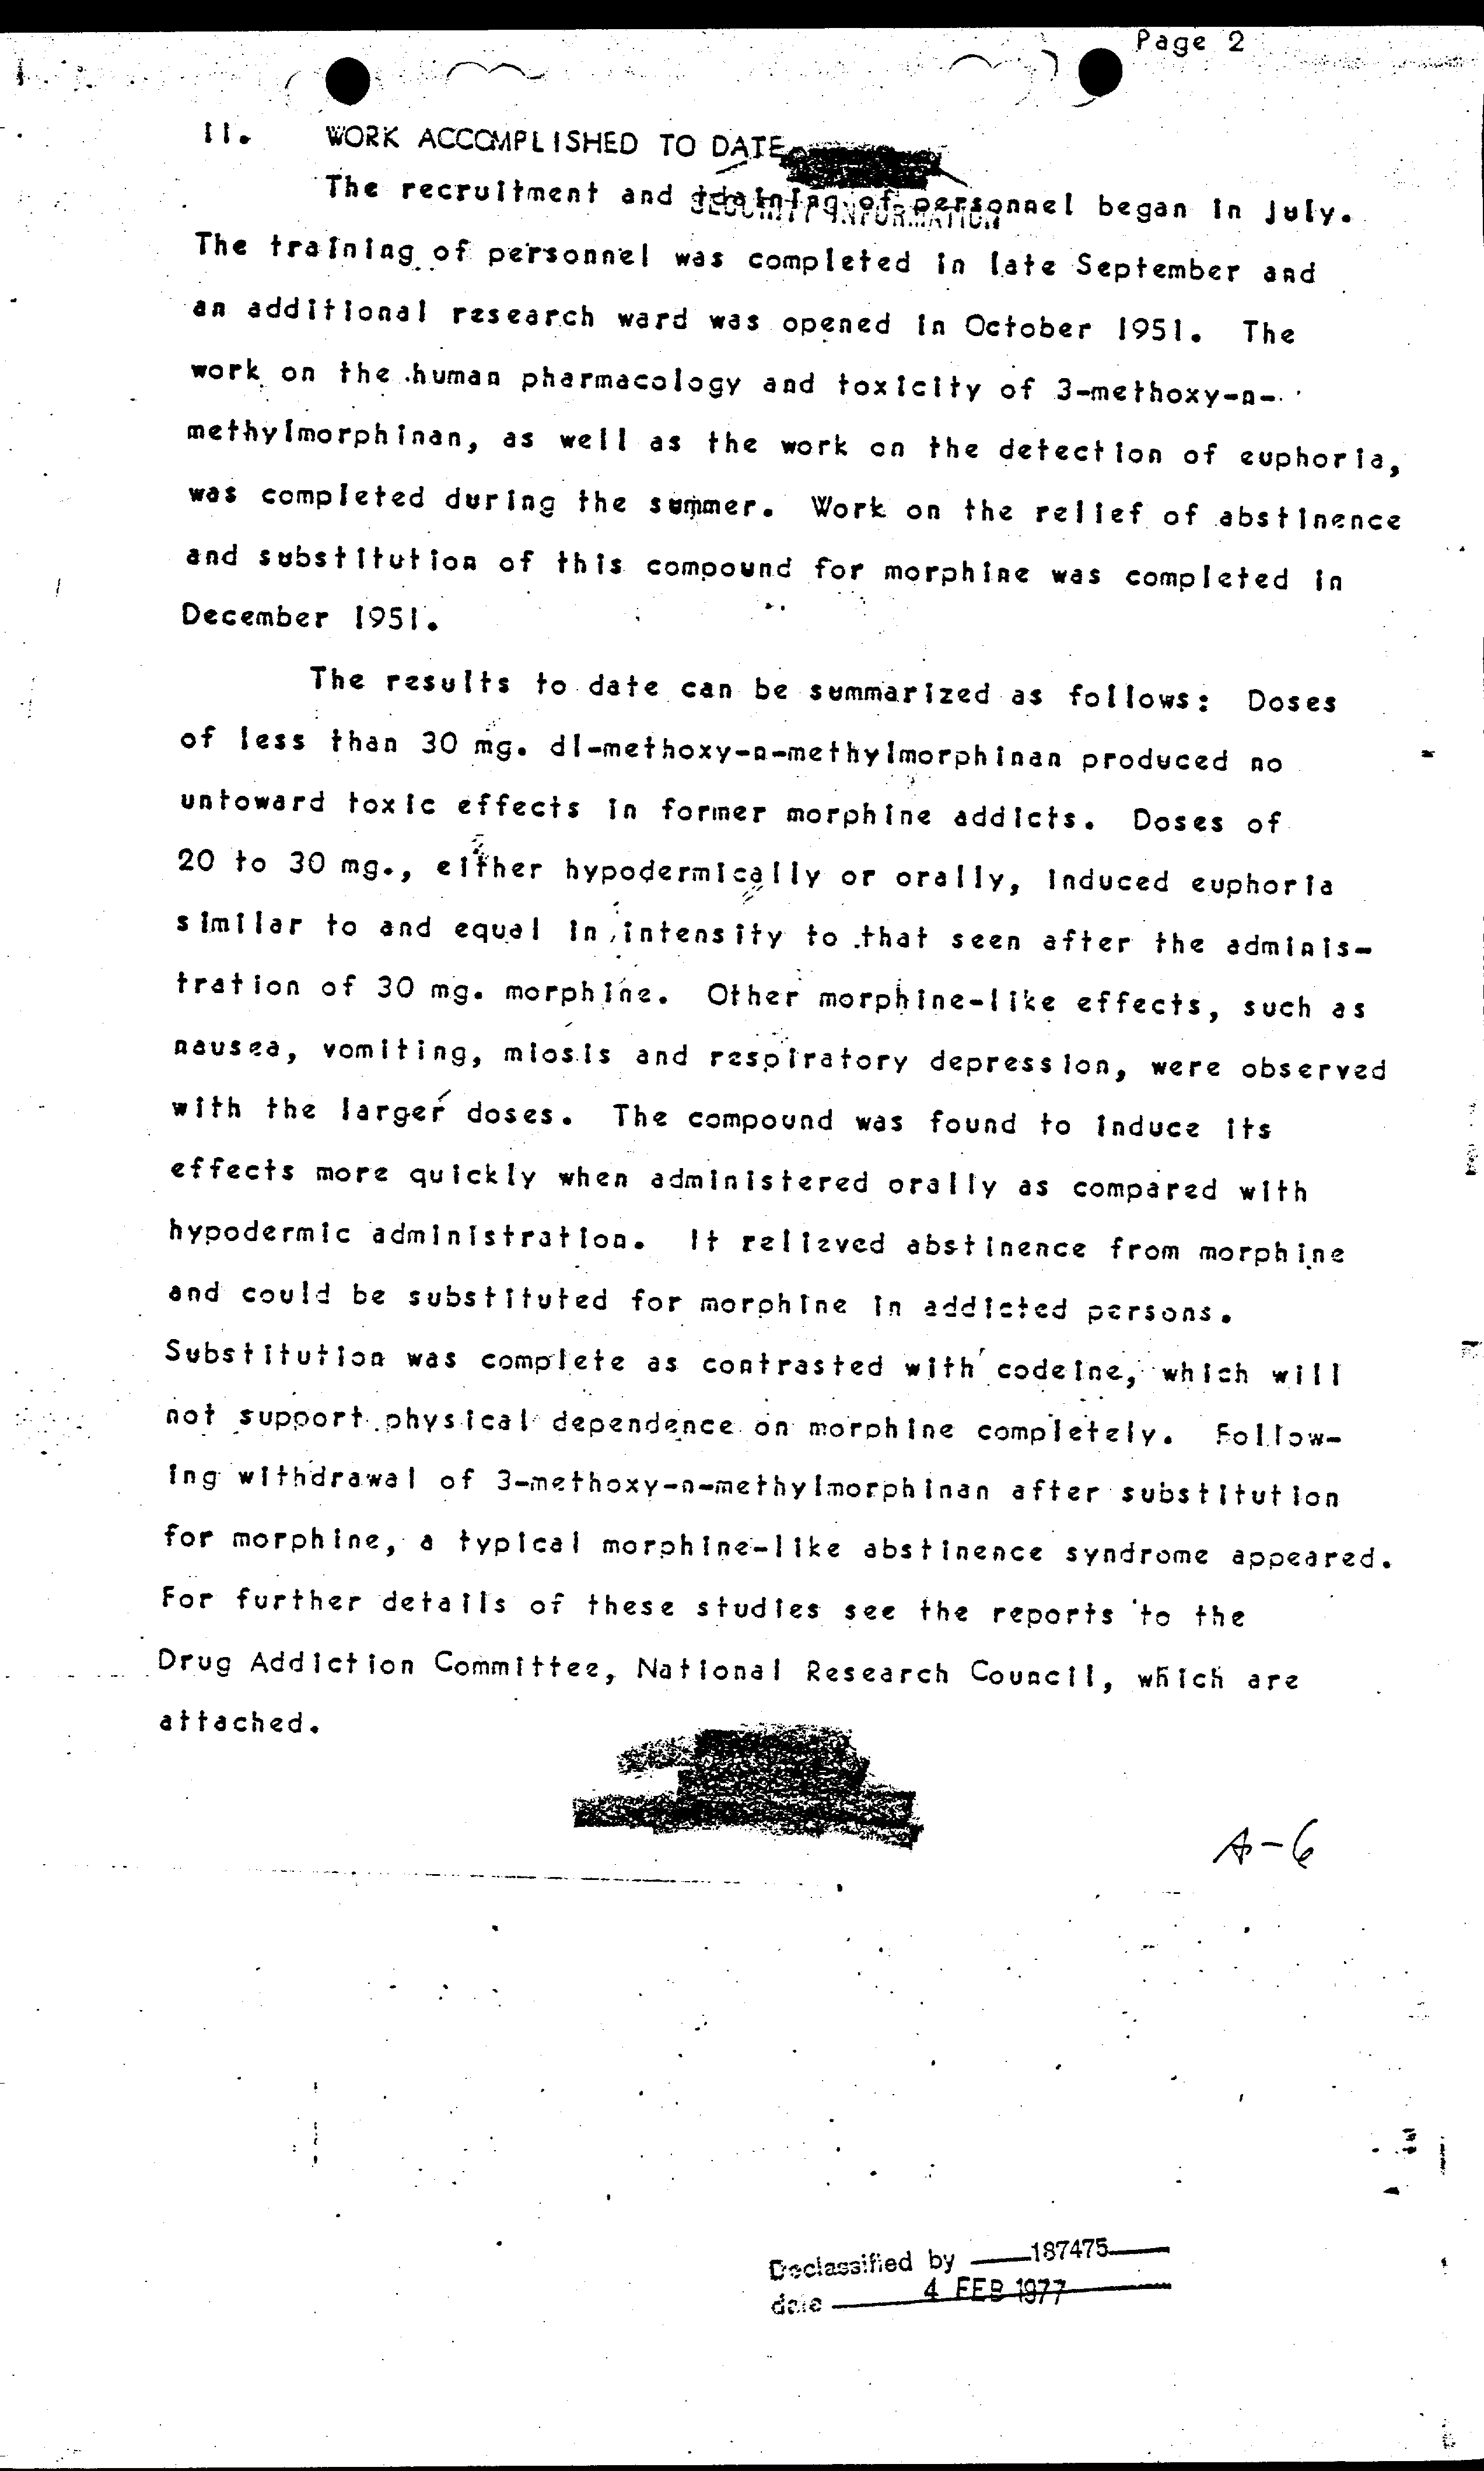 Page 2
II. WORK ACCOMPLISHED TO DATE
The recruitment and training of personnel began in July.
SECURITY INFORMATION
The training of personnel was completed in late September and
an additional research ward was opened in October 1951. The
work on the human pharmacology and toxicity of 3-methoxy-n-
methylmorphinan, as well as the work on the detection of euphoria,
was completed during the summer. Work on the relief of abstinence
and substitution of this compound for morphine was completed in
December 1951.
The results to date can be summarized as follows: Doses
of less than 30 mg. dl-methoxy-n-methylmorphinan produced no
untoward toxic effects in former morphine addicts. Doses of
20 to 30 mg., either hypodermically or orally, induced euphoria
similar to and equal in intensity to that seen after the adminis-
tration of 30 mg. morphine. Other morphine-like effects, such as
nausea, vomiting, miosis and respiratory depression, were observed
with the larger doses. The compound was found to induce its
effects more quickly when administered orally as compared with
hypodermic administration. It relieved abstinence from morphine
and could be substituted for morphine in addicted persons.
Substitution was complete as contrasted with codeine, which will
not support physical dependence on morphine completely. Follow-
ing withdrawal of 3-methoxy-n-methylmorphinan after substitution
for morphine, a typical morphine-like abstinence syndrome appeared.
For further details of these studies see the reports to the
Drug Addiction Committee, National Research Council, which are
attached.
A-6
Declassified by 187475
date 4 FEB 1977